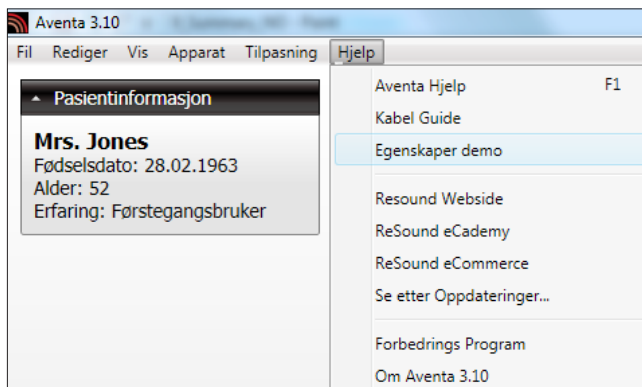 Aventa 3.10
Fil Rediger Vis Apparat Tilpasning Hjelp
Pasientinformasjon
Mrs. Jones
Fødselsdato: 28.02.1963
Alder: 52
Erfaring: Førstegangsbruker
Aventa Hjelp F1
Kabel Guide
Egenskaper demo
Resound Webside
ReSound eCademy
ReSound eCommerce
Se etter Oppdateringer...
Forbedrings Program
Om Aventa 3.10